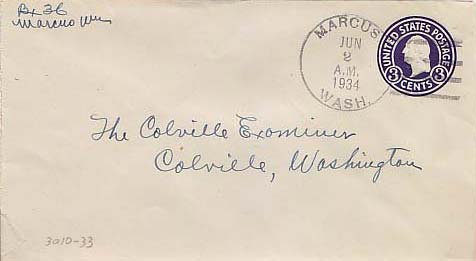 Bx 36
Marcus Wn
MARCUS
JUN
2
A.M.
1934
WASH.
UNITED STATES POSTAGE
3 3
CENTS
The Colville Examiner
Colville, Washington
3010-33